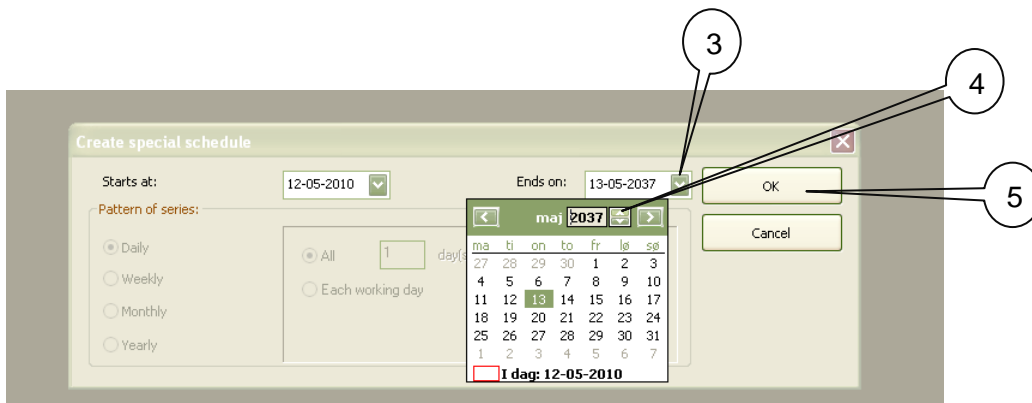 3
4
Create special schedule
Starts at:
12-05-2010
Ends on:
13-05-2037
OK
5
Pattern of series:
Cancel
maj 2037
Daily
All
1
day(s
Weekly
Each working day
Monthly
Yearly
ma ti on to fr lø sø
27 28 29 30 1 2 3
4 5 6 7 8 9 10
11 12 13 14 15 16 17
18 19 20 21 22 23 24
25 26 27 28 29 30 31
1 2 3 4 5 6 7
I dag: 12-05-2010